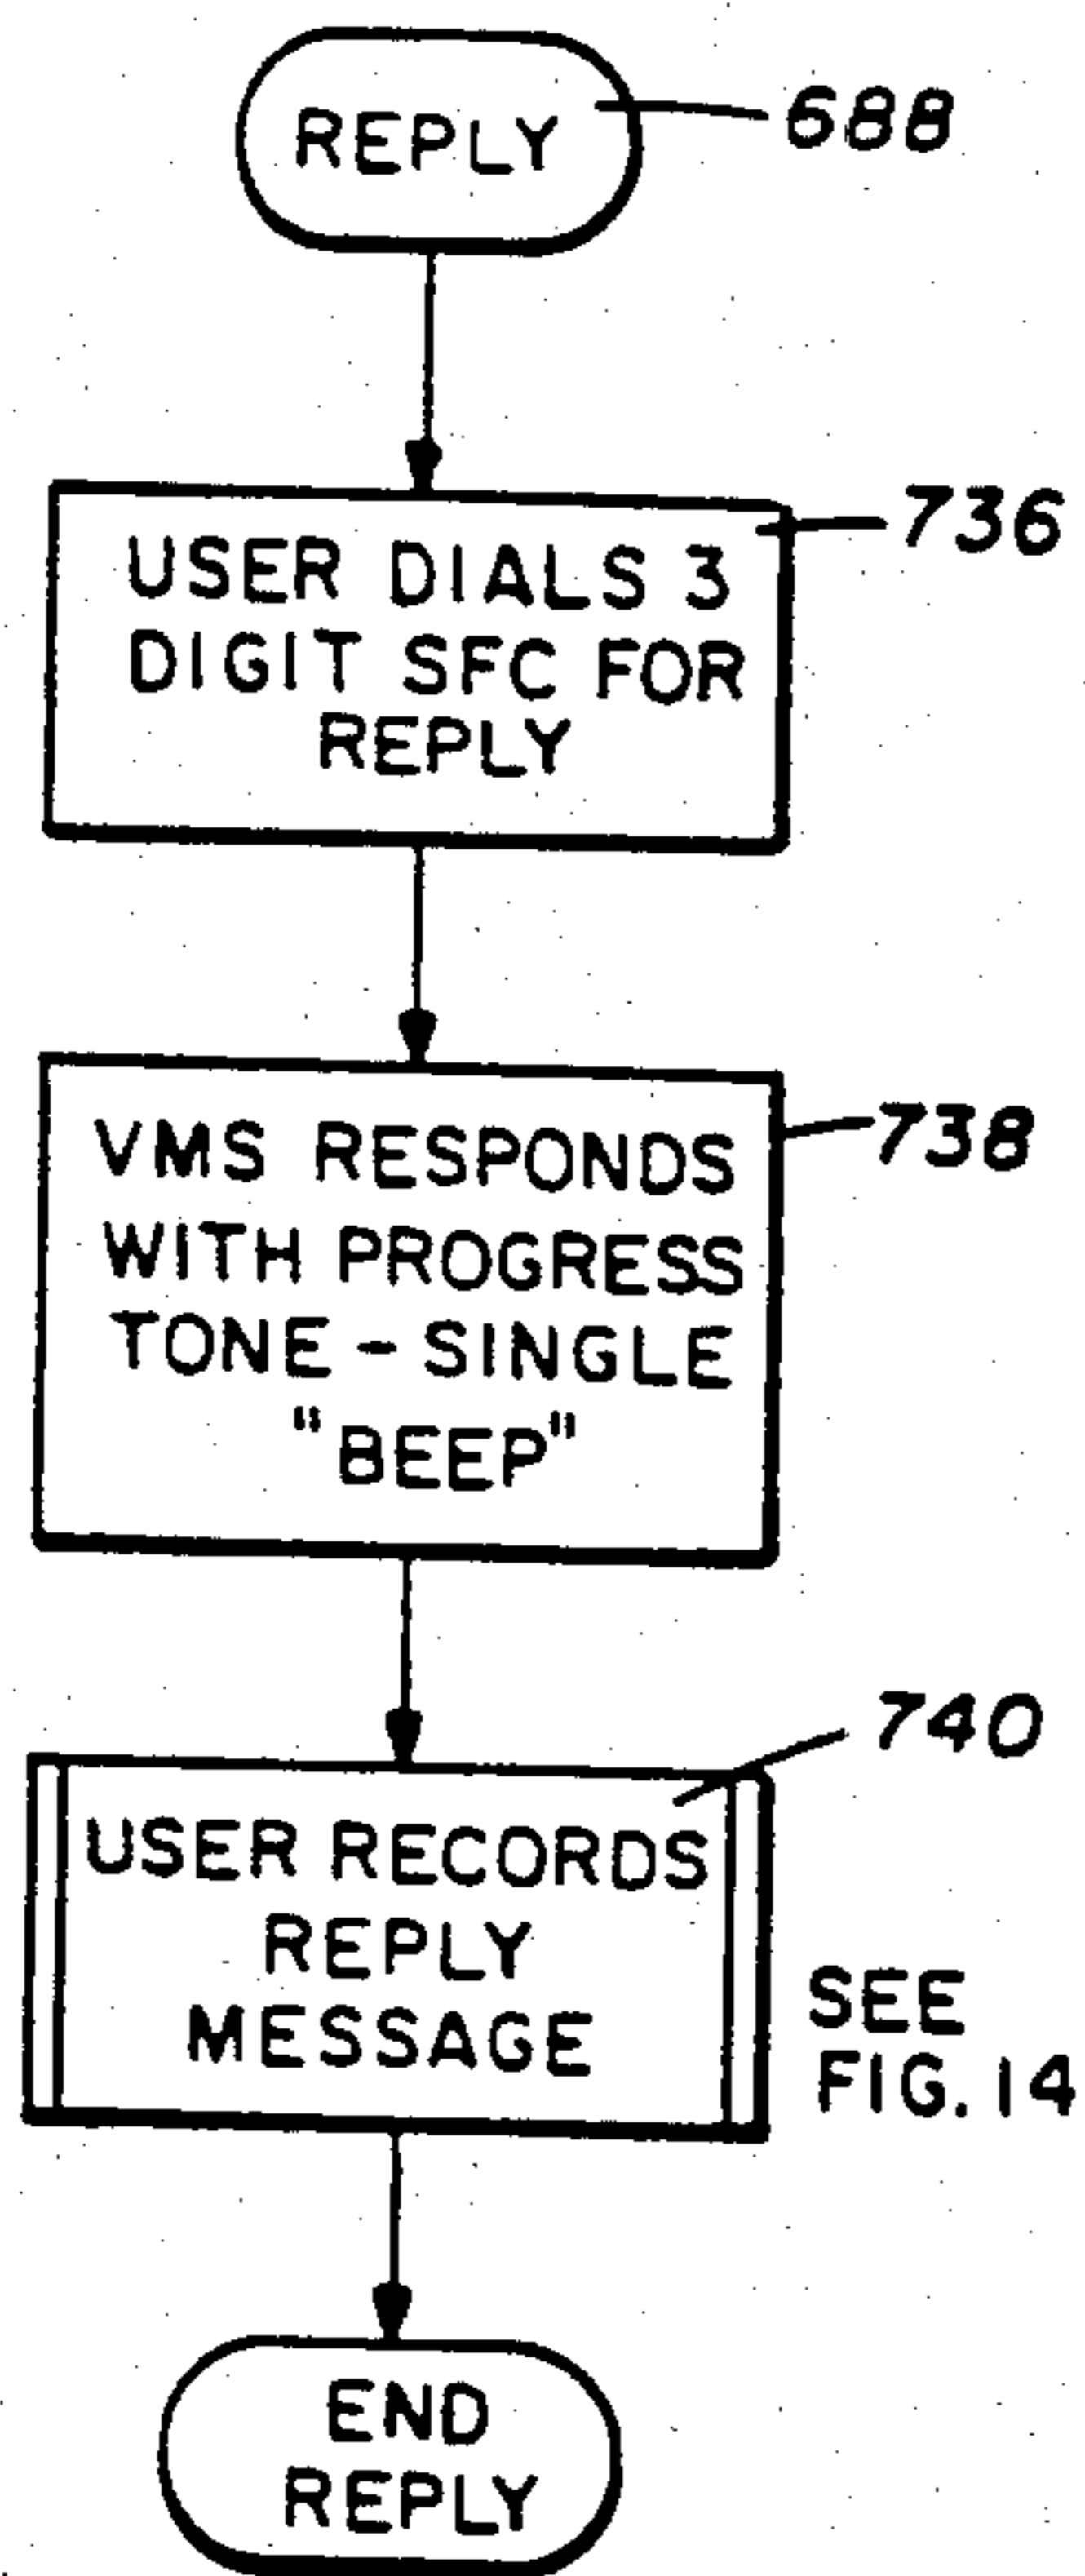 REPLY
688
USER DIALS 3
DIGIT SFC FOR
REPLY
736
VMS RESPONDS
WITH PROGRESS
TONE - SINGLE
"BEEP"
738
USER RECORDS
REPLY
MESSAGE
740
SEE
FIG. 14
END
REPLY